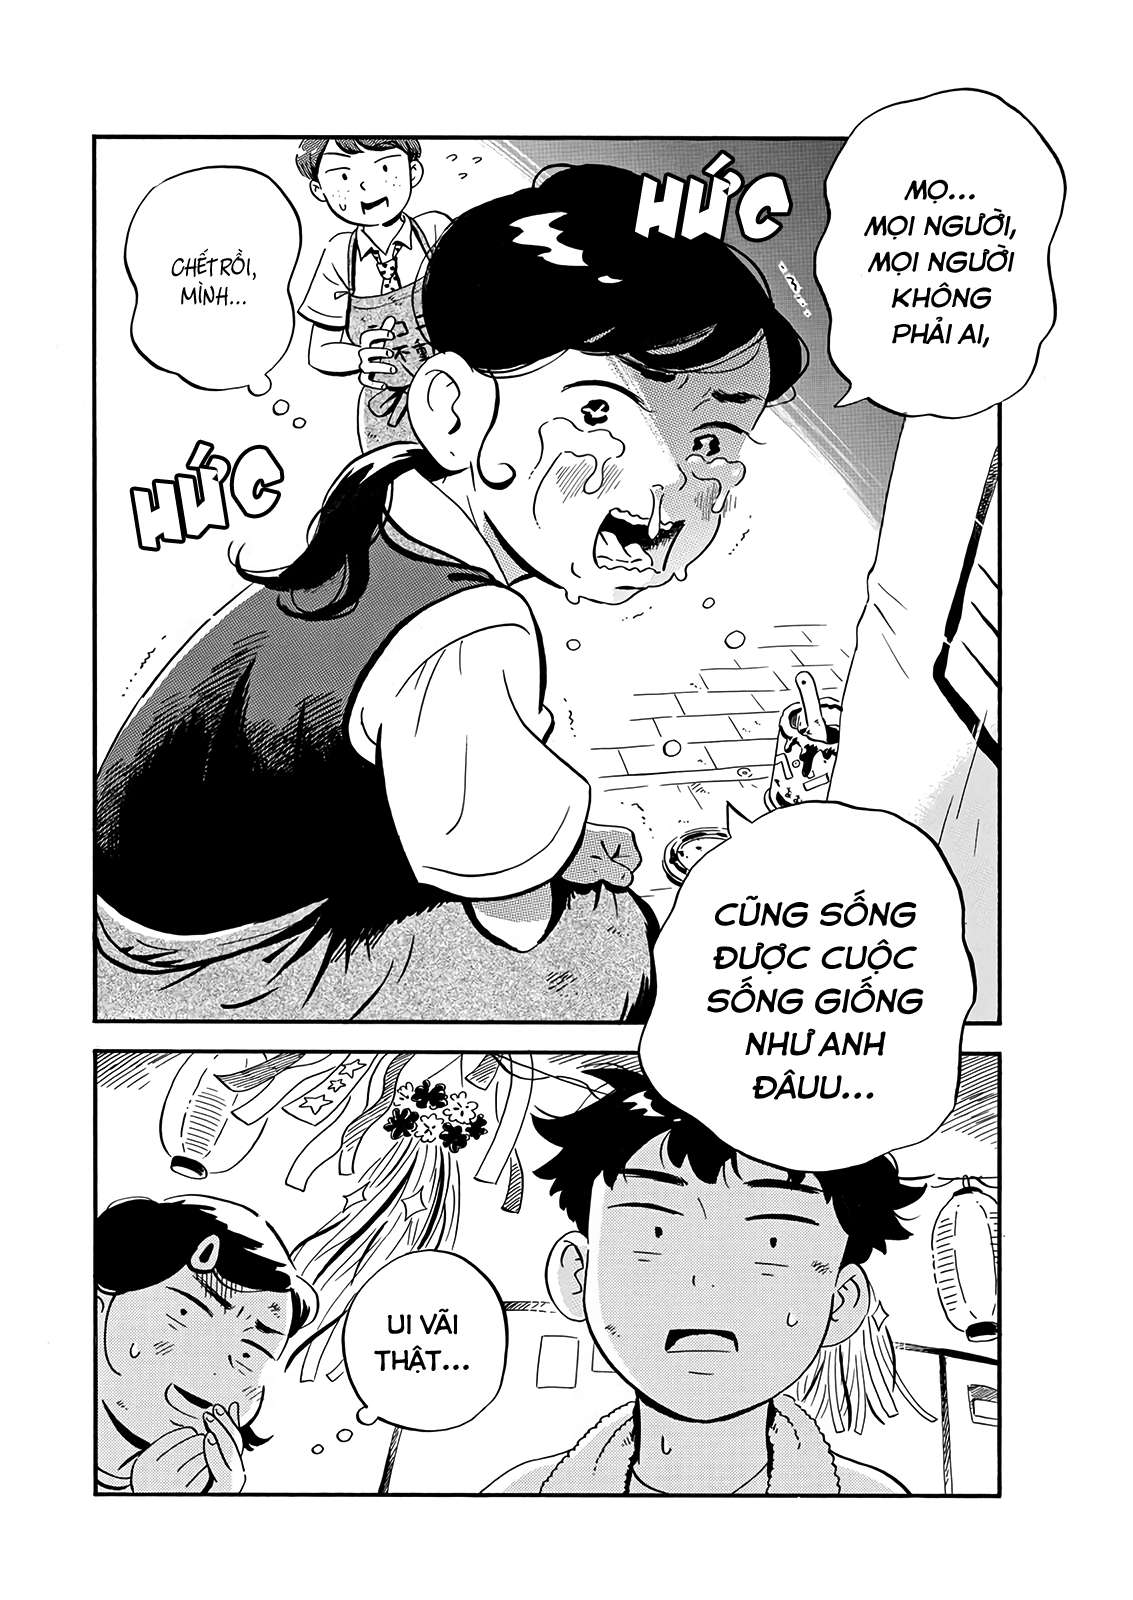 HỨC
MỌ...
MỌI NGƯỜI,
MỌI NGƯỜI
KHÔNG
PHẢI AI,
CHẾT RỒI,
MÌNH...
HỨC
CŨNG SỐNG
ĐƯỢC CUỘC
SỐNG GIỐNG
NHƯ ANH
ĐÂUU...
UI VÃI
THẬT...